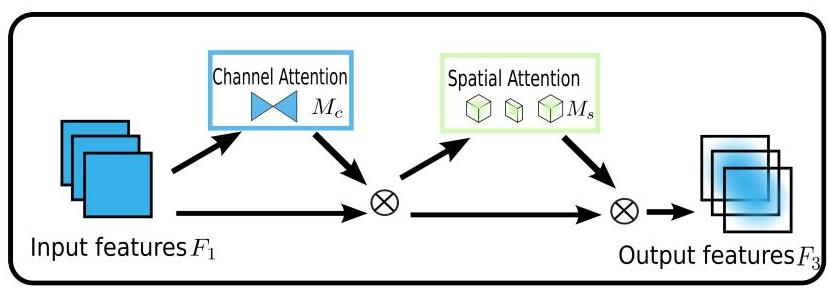 Channel Attention
M_c
Spatial Attention
M_s
Input features F_1
Output features F_3